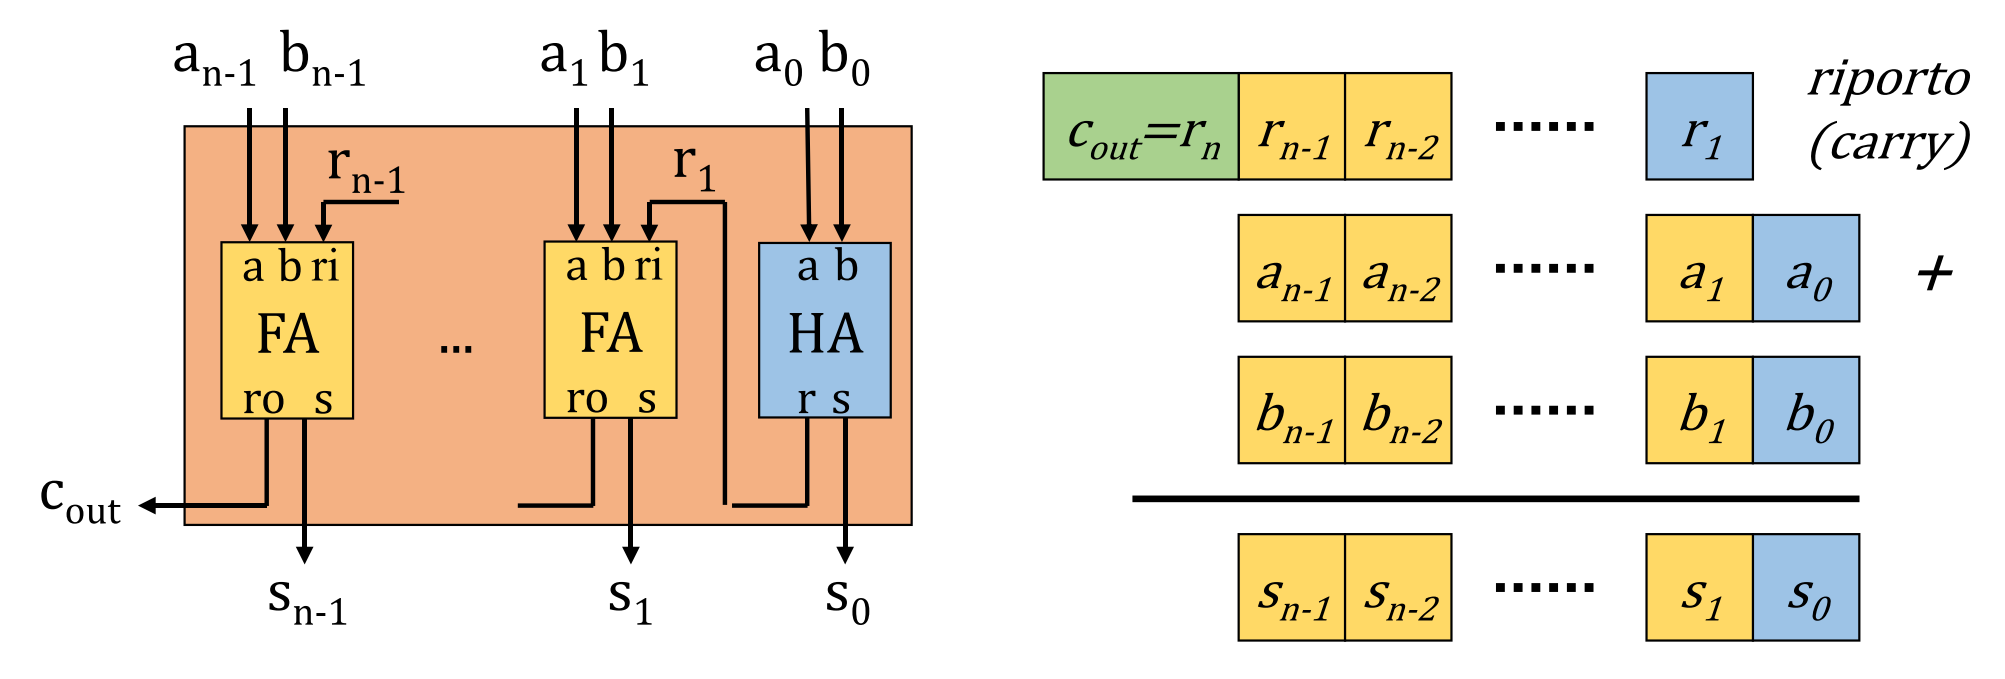 a_{n-1} b_{n-1} a_1 b_1 a_0 b_0
r_{n-1} r_1
a b ri a b ri a b
FA ... FA HA
ro s ro s r s
c_{out}
s_{n-1} s_1 s_0
c_{out}=r_n r_{n-1} r_{n-2} ...... r_1 riporto
(carry)
a_{n-1} a_{n-2} ...... a_1 a_0 +
b_{n-1} b_{n-2} ...... b_1 b_0
s_{n-1} s_{n-2} ...... s_1 s_0